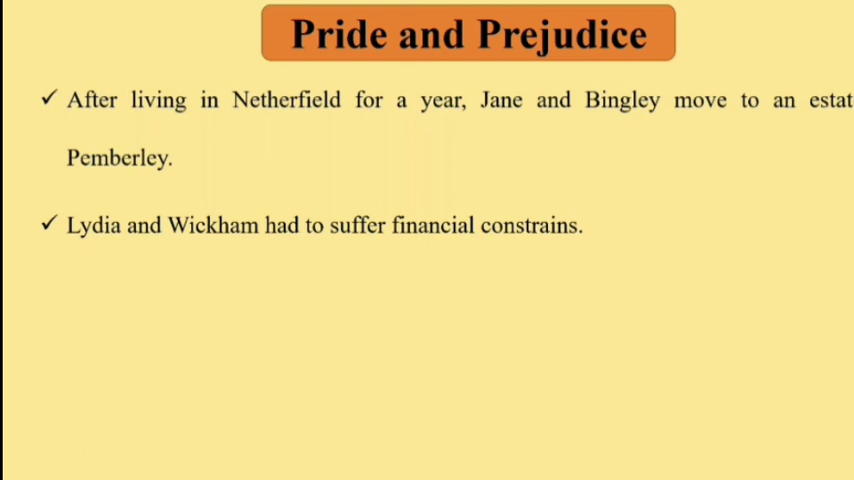 Pride and Prejudice
✓ After living in Netherfield for a year, Jane and Bingley move to an estat
Pemberley.
✓ Lydia and Wickham had to suffer financial constrains.